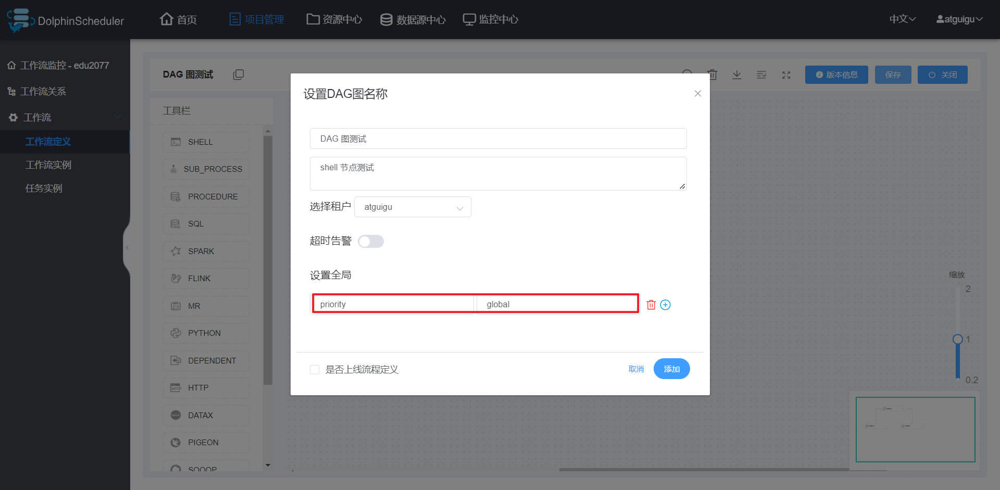 DolphinScheduler
首页
项目管理
资源中心
数据源中心
监控中心
中文
atguigu
工作流监控 - edu2077
工作流关系
工作流
工作流定义
工作流实例
任务实例
DAG 图测试
版本信息
保存
关闭
工具栏
SHELL
SUB_PROCESS
PROCEDURE
SQL
SPARK
FLINK
MR
PYTHON
DEPENDENT
HTTP
DATAX
PIGEON
SQOOP
设置DAG图名称
DAG 图测试
shell 节点测试
选择租户
atguigu
超时告警
设置全局
priority
global
是否上线流程定义
取消
添加
缩放
2
1
0.2